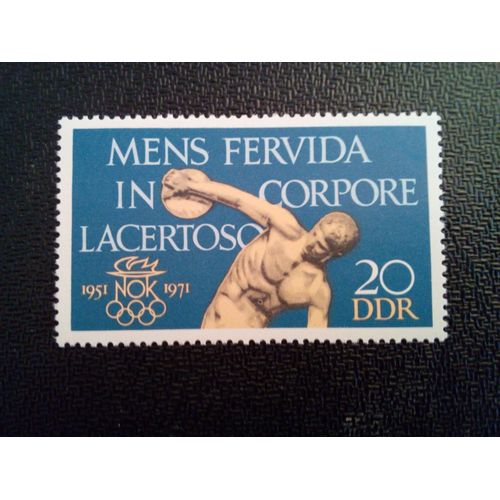 MENS FERVIDA
IN CORPORE
LACERTOSO
1951 NOK 1971
20
DDR